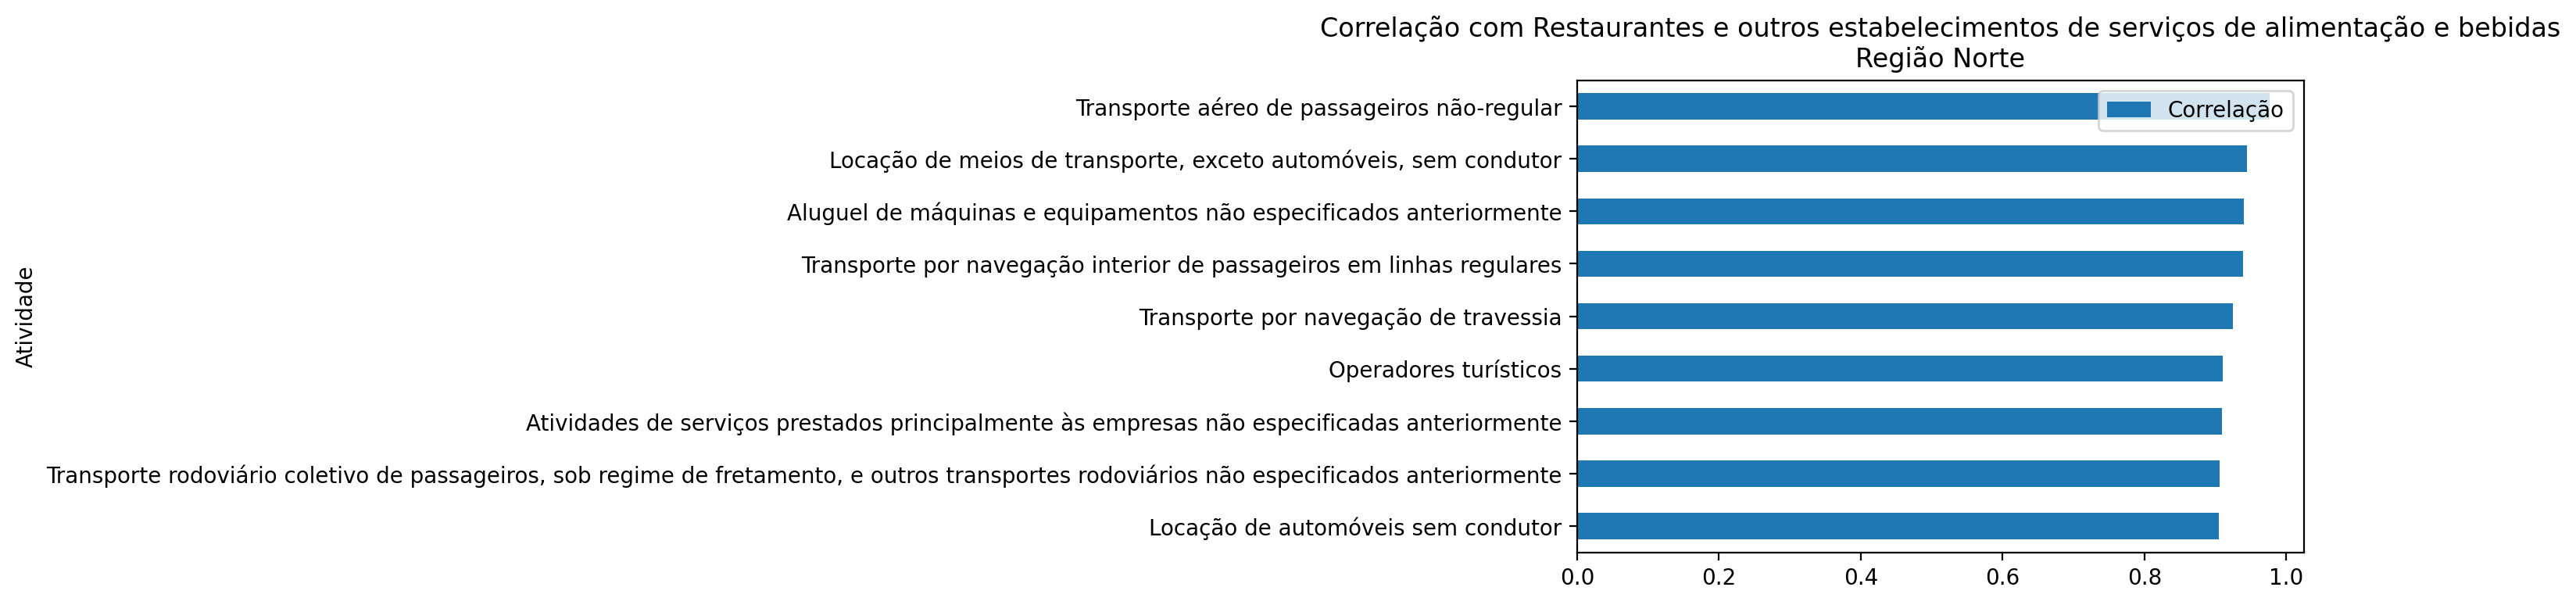 Correlação com Restaurantes e outros estabelecimentos de serviços de alimentação e bebidas
Região Norte
Atividade
Transporte aéreo de passageiros não-regular
Locação de meios de transporte, exceto automóveis, sem condutor
Aluguel de máquinas e equipamentos não especificados anteriormente
Transporte por navegação interior de passageiros em linhas regulares
Transporte por navegação de travessia
Operadores turísticos
Atividades de serviços prestados principalmente às empresas não especificadas anteriormente
Transporte rodoviário coletivo de passageiros, sob regime de fretamento, e outros transportes rodoviários não especificados anteriormente
Locação de automóveis sem condutor
Correlação
0.0 0.2 0.4 0.6 0.8 1.0